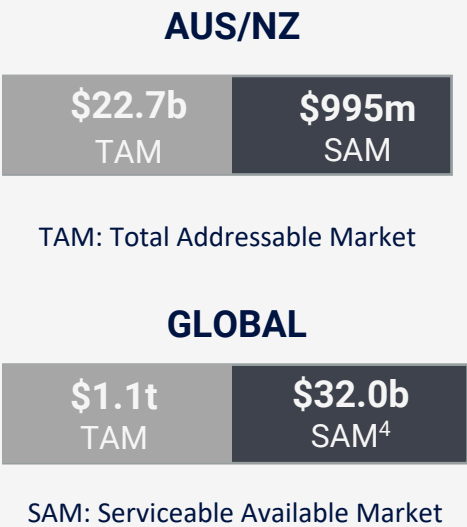 AUS/NZ
$22.7b $995m
TAM SAM
TAM: Total Addressable Market
GLOBAL
$1.1t $32.0b
TAM SAM⁴
SAM: Serviceable Available Market